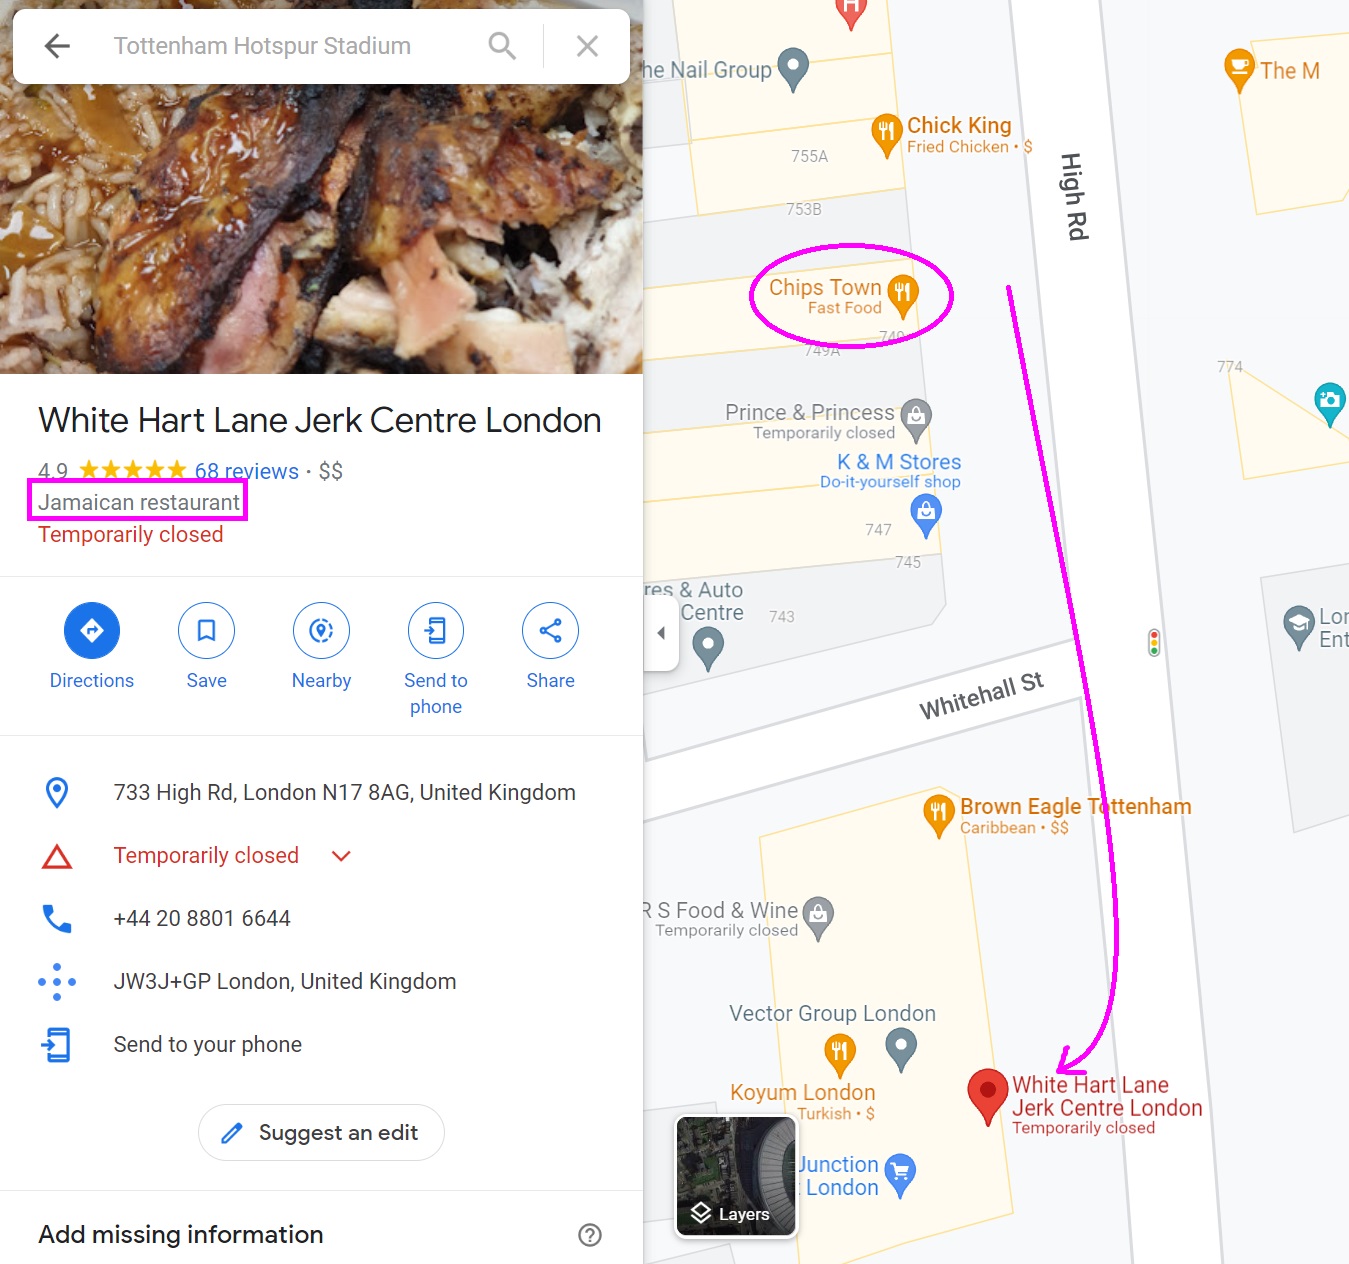 Tottenham Hotspur Stadium
White Hart Lane Jerk Centre London
4.9 68 reviews · $$
Jamaican restaurant
Temporarily closed
Directions
Save
Nearby
Send to
phone
Share
733 High Rd, London N17 8AG, United Kingdom
Temporarily closed
+44 20 8801 6644
JW3J+GP London, United Kingdom
Send to your phone
Suggest an edit
Add missing information
H
he Nail Group
Chick King
Fried Chicken · $
755A
753B
High Rd
The M
Chips Town
Fast Food
749
749A
774
Prince & Princess
Temporarily closed
K & M Stores
Do-it-yourself shop
747
745
res & Auto
Centre
743
Lon
Ent
Whitehall St
Brown Eagle Tottenham
Caribbean · $$
R S Food & Wine
Temporarily closed
Vector Group London
Koyum London
Turkish · $
White Hart Lane
Jerk Centre London
Temporarily closed
Junction
London
Layers